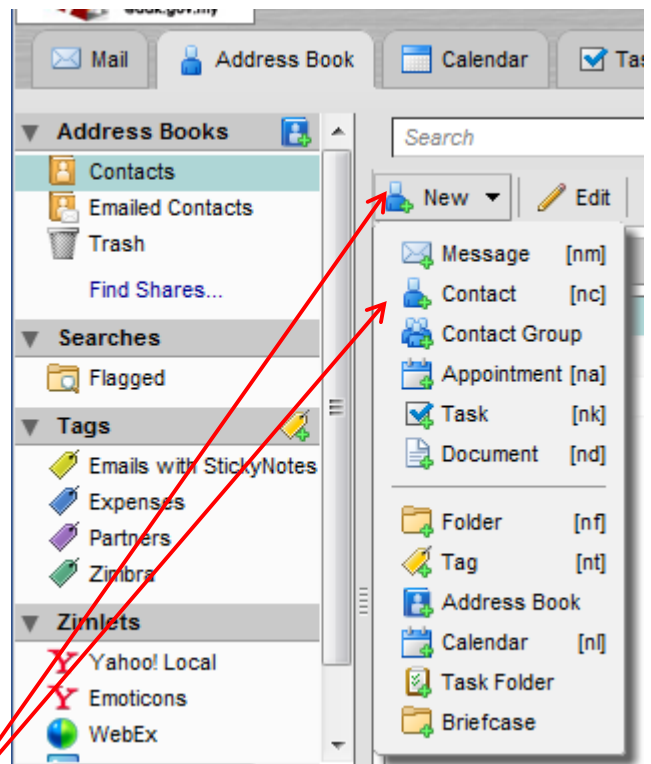 Mail
Address Book
Calendar
Address Books
Contacts
Emailed Contacts
Trash
Find Shares...
Searches
Flagged
Tags
Emails with StickyNotes
Expenses
Partners
Zimbra
Zimlets
Yahoo! Local
Emoticons
WebEx
Search
New
Edit
Message [nm]
Contact [nc]
Contact Group
Appointment [na]
Task [nk]
Document [nd]
Folder [nf]
Tag [nt]
Address Book
Calendar [nl]
Task Folder
Briefcase